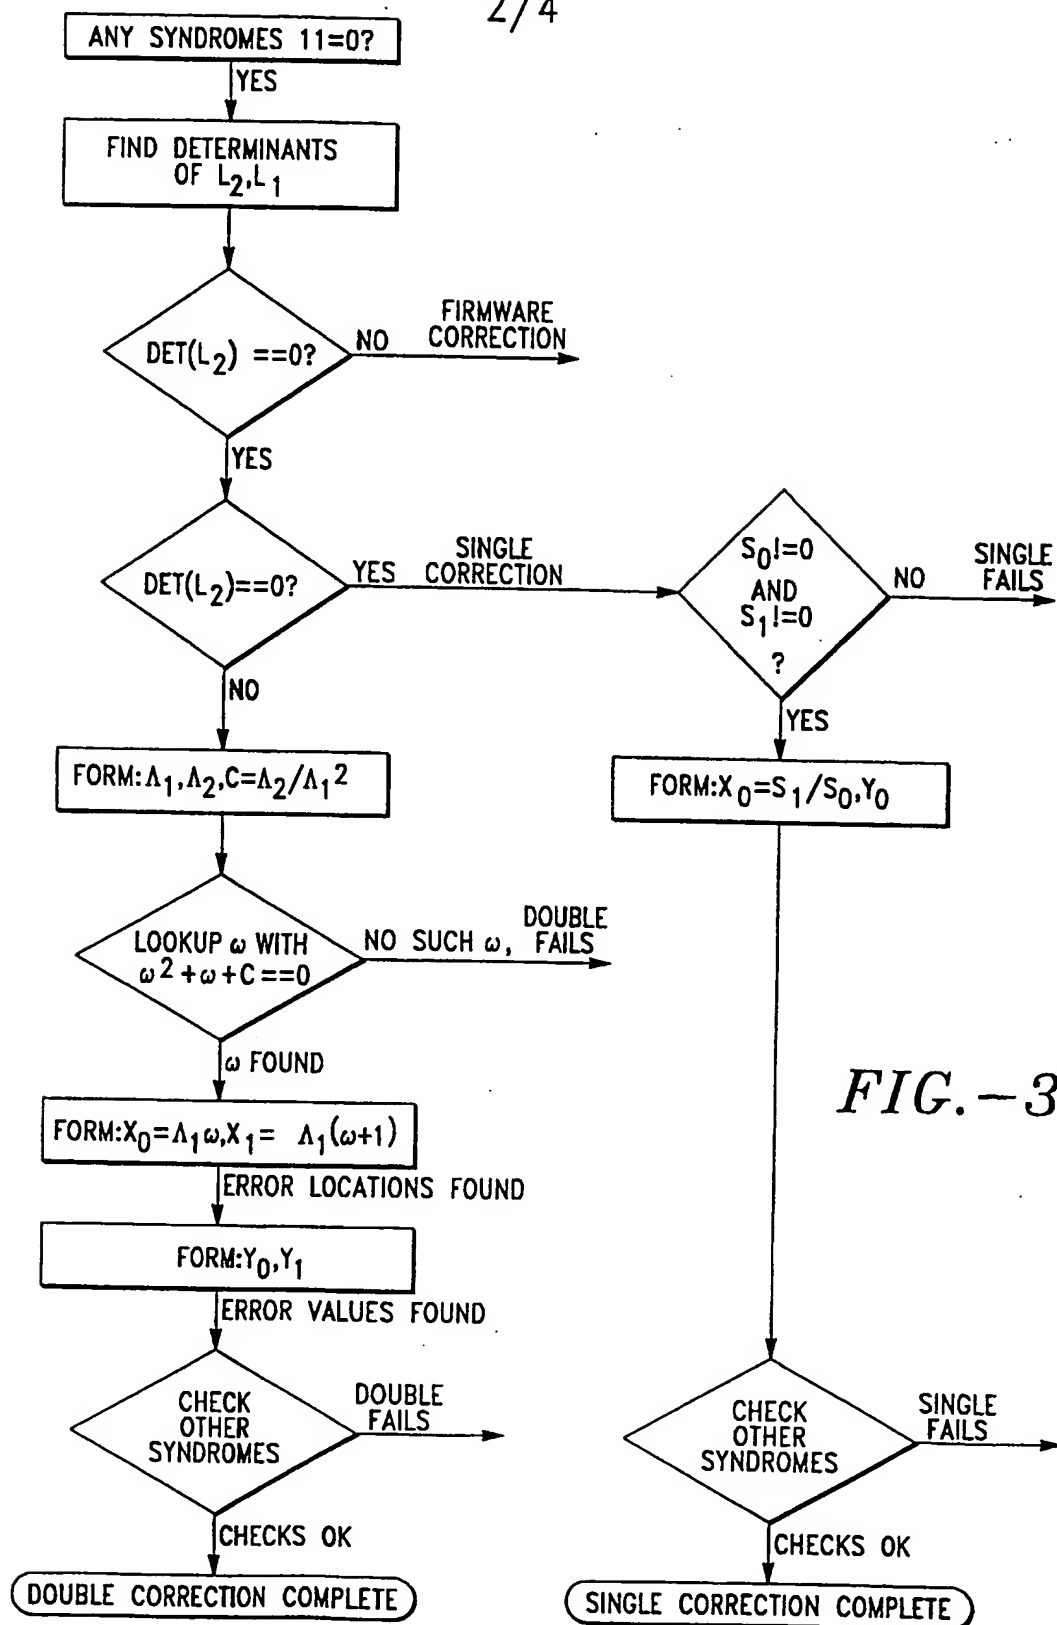 2/4
ANY SYNDROMES 11=0?
YES
FIND DETERMINANTS
OF L₂,L₁
DET(L₂) ==0?
NO
FIRMWARE
CORRECTION
YES
DET(L₂)==0?
YES
SINGLE
CORRECTION
S₀!=0
AND
S₁!=0
?
NO
SINGLE
FAILS
NO
YES
FORM:Λ₁,Λ₂,C=Λ₂/Λ₁²
FORM:X₀=S₁/S₀,Y₀
LOOKUP ω WITH
ω²+ω+C==0
NO SUCH ω,
DOUBLE
FAILS
ω FOUND
FORM:X₀=Λ₁ω,X₁= Λ₁(ω+1)
ERROR LOCATIONS FOUND
FORM:Y₀,Y₁
ERROR VALUES FOUND
CHECK
OTHER
SYNDROMES
DOUBLE
FAILS
CHECK
OTHER
SYNDROMES
SINGLE
FAILS
CHECKS OK
CHECKS OK
DOUBLE CORRECTION COMPLETE
SINGLE CORRECTION COMPLETE
FIG.-3